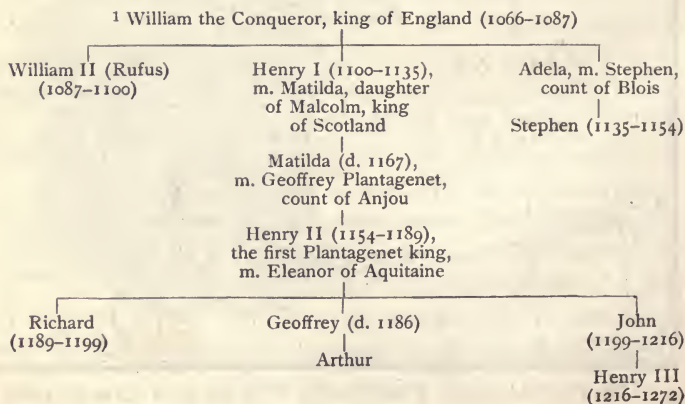 1 William the Conqueror, king of England (1066–1087)
William II (Rufus)
(1087–1100)
Henry I (1100–1135),
m. Matilda, daughter
of Malcolm, king
of Scotland
Adela, m. Stephen,
count of Blois
Stephen (1135–1154)
Matilda (d. 1167),
m. Geoffrey Plantagenet,
count of Anjou
Henry II (1154–1189),
the first Plantagenet king,
m. Eleanor of Aquitaine
Richard
(1189–1199)
Geoffrey (d. 1186)
Arthur
John
(1199–1216)
Henry III
(1216–1272)